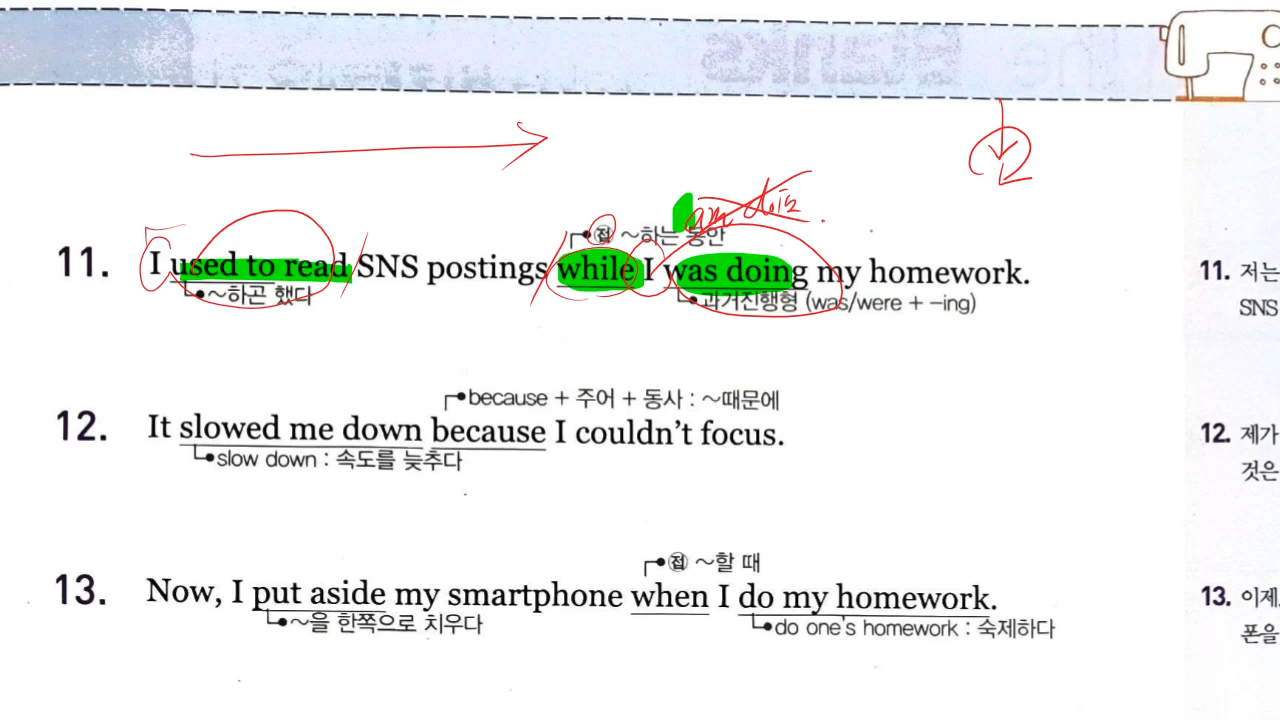 am doing
접 ~하는 동안
11. I used to read SNS postings while I was doing my homework.
~하곤 했다
과거진행형 (was/were + -ing)
because + 주어 + 동사 : ~때문에
12. It slowed me down because I couldn't focus.
slow down : 속도를 늦추다
접 ~할 때
13. Now, I put aside my smartphone when I do my homework.
~을 한쪽으로 치우다
do one's homework : 숙제하다
11. 저는
SNS
12. 제가
것은
13. 이제
폰을